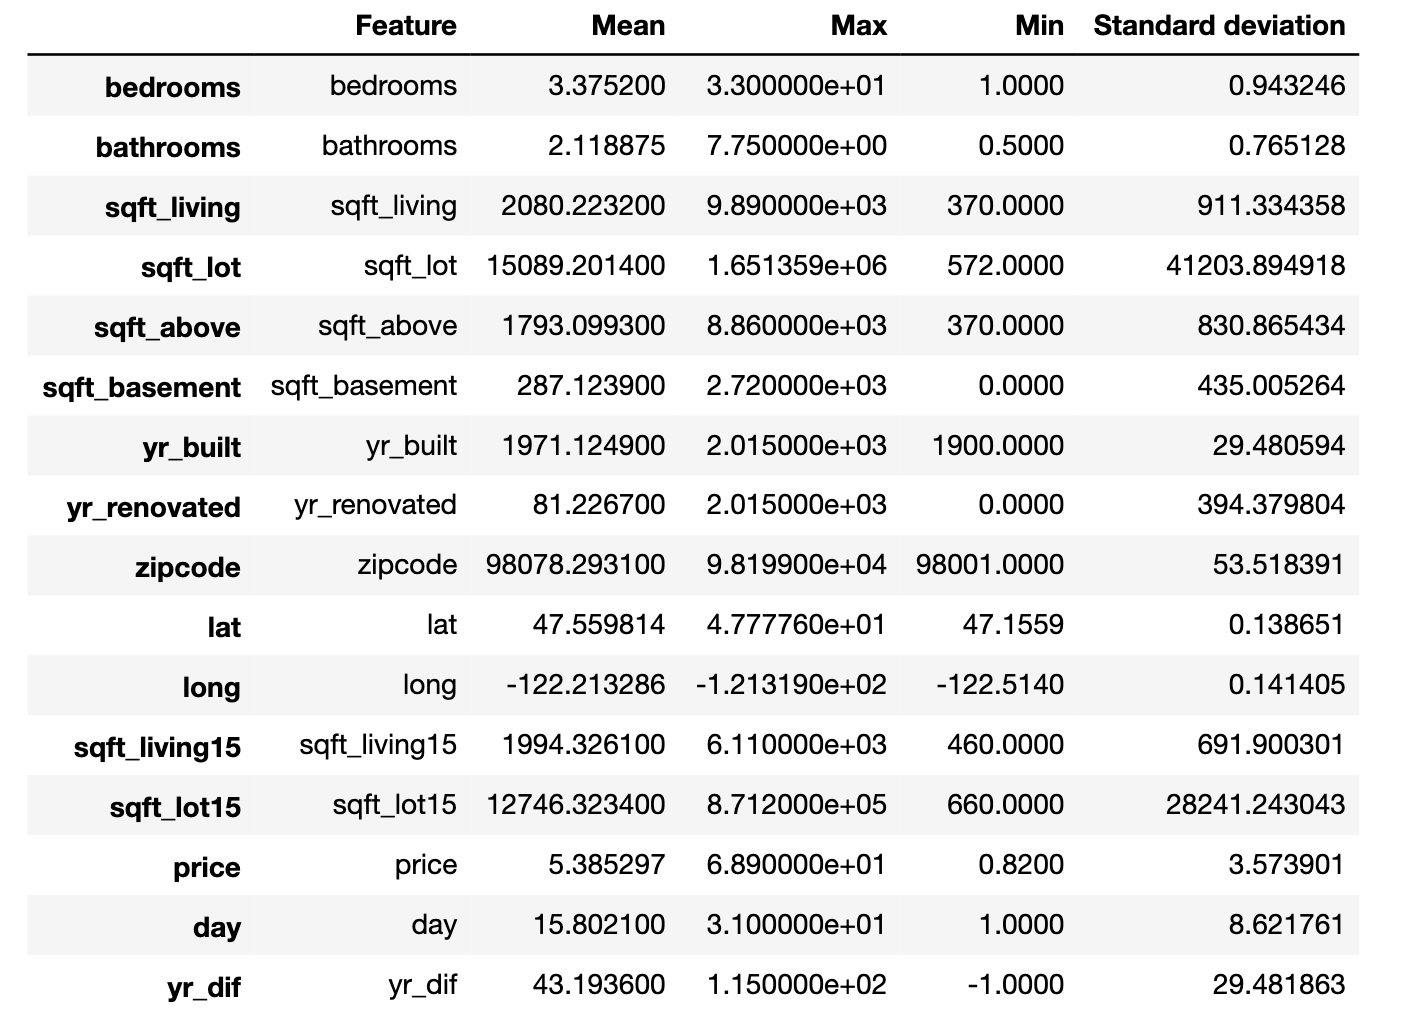 Feature Mean Max Min Standard deviation
bedrooms bedrooms 3.375200 3.300000e+01 1.0000 0.943246
bathrooms bathrooms 2.118875 7.750000e+00 0.5000 0.765128
sqft_living sqft_living 2080.223200 9.890000e+03 370.0000 911.334358
sqft_lot sqft_lot 15089.201400 1.651359e+06 572.0000 41203.894918
sqft_above sqft_above 1793.099300 8.860000e+03 370.0000 830.865434
sqft_basement sqft_basement 287.123900 2.720000e+03 0.0000 435.005264
yr_built yr_built 1971.124900 2.015000e+03 1900.0000 29.480594
yr_renovated yr_renovated 81.226700 2.015000e+03 0.0000 394.379804
zipcode zipcode 98078.293100 9.819900e+04 98001.0000 53.518391
lat lat 47.559814 4.777760e+01 47.1559 0.138651
long long -122.213286 -1.213190e+02 -122.5140 0.141405
sqft_living15 sqft_living15 1994.326100 6.110000e+03 460.0000 691.900301
sqft_lot15 sqft_lot15 12746.323400 8.712000e+05 660.0000 28241.243043
price price 5.385297 6.890000e+01 0.8200 3.573901
day day 15.802100 3.100000e+01 1.0000 8.621761
yr_dif yr_dif 43.193600 1.150000e+02 -1.0000 29.481863